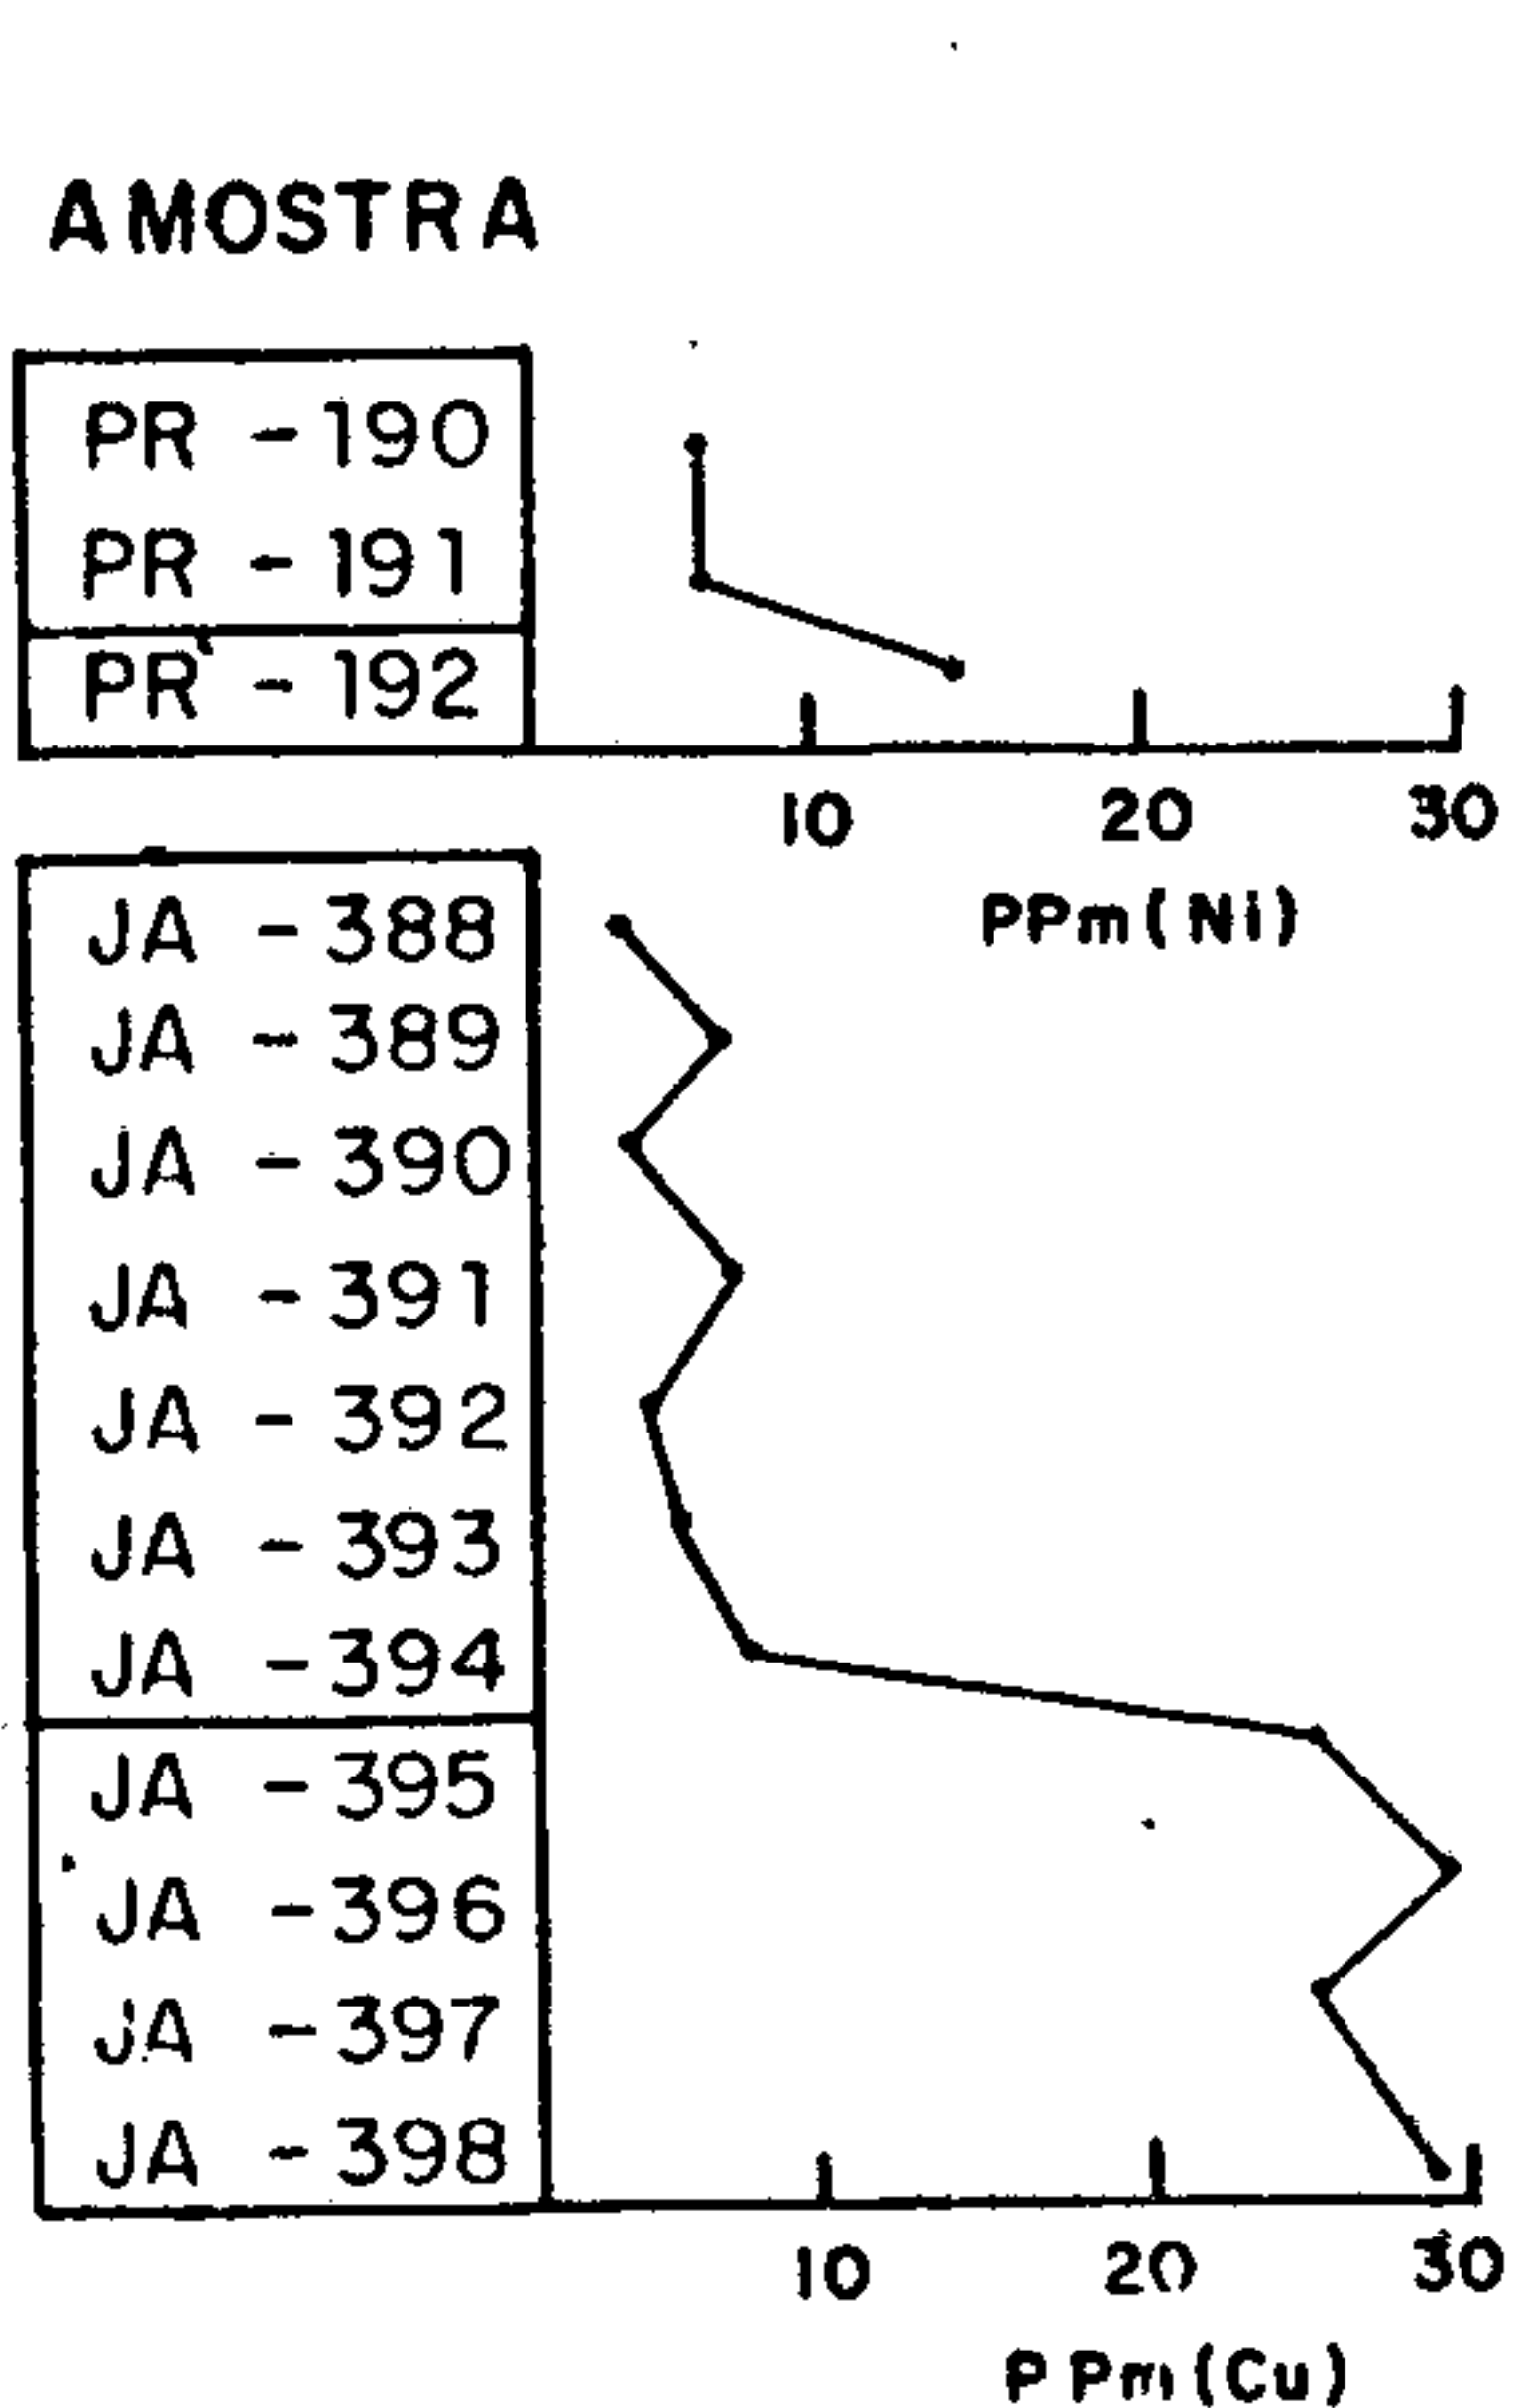 AMOSTRA
PR - 190
PR - 191
PR - 192
10 20 30
PPm (Ni)
JA - 388
JA - 389
JA - 390
JA - 391
JA - 392
JA - 393
JA - 394
JA - 395
JA - 396
JA - 397
JA - 398
10 20 30
PPm (Cu)